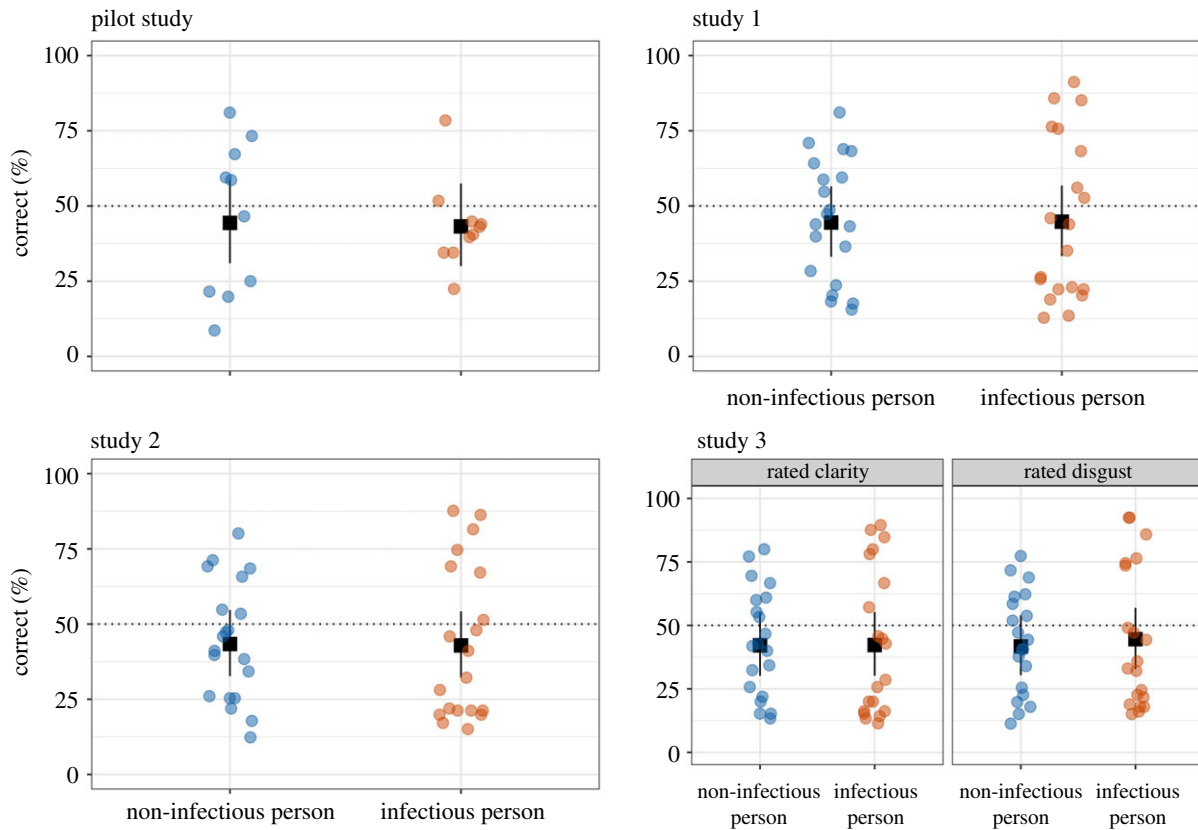 pilot study
100
75
50
25
0
correct (%)
study 1
100
75
50
25
0
non-infectious person infectious person
study 2
100
75
50
25
0
correct (%)
non-infectious person infectious person
study 3
rated clarity rated disgust
100
75
50
25
0
non-infectious infectious non-infectious infectious
person person person person